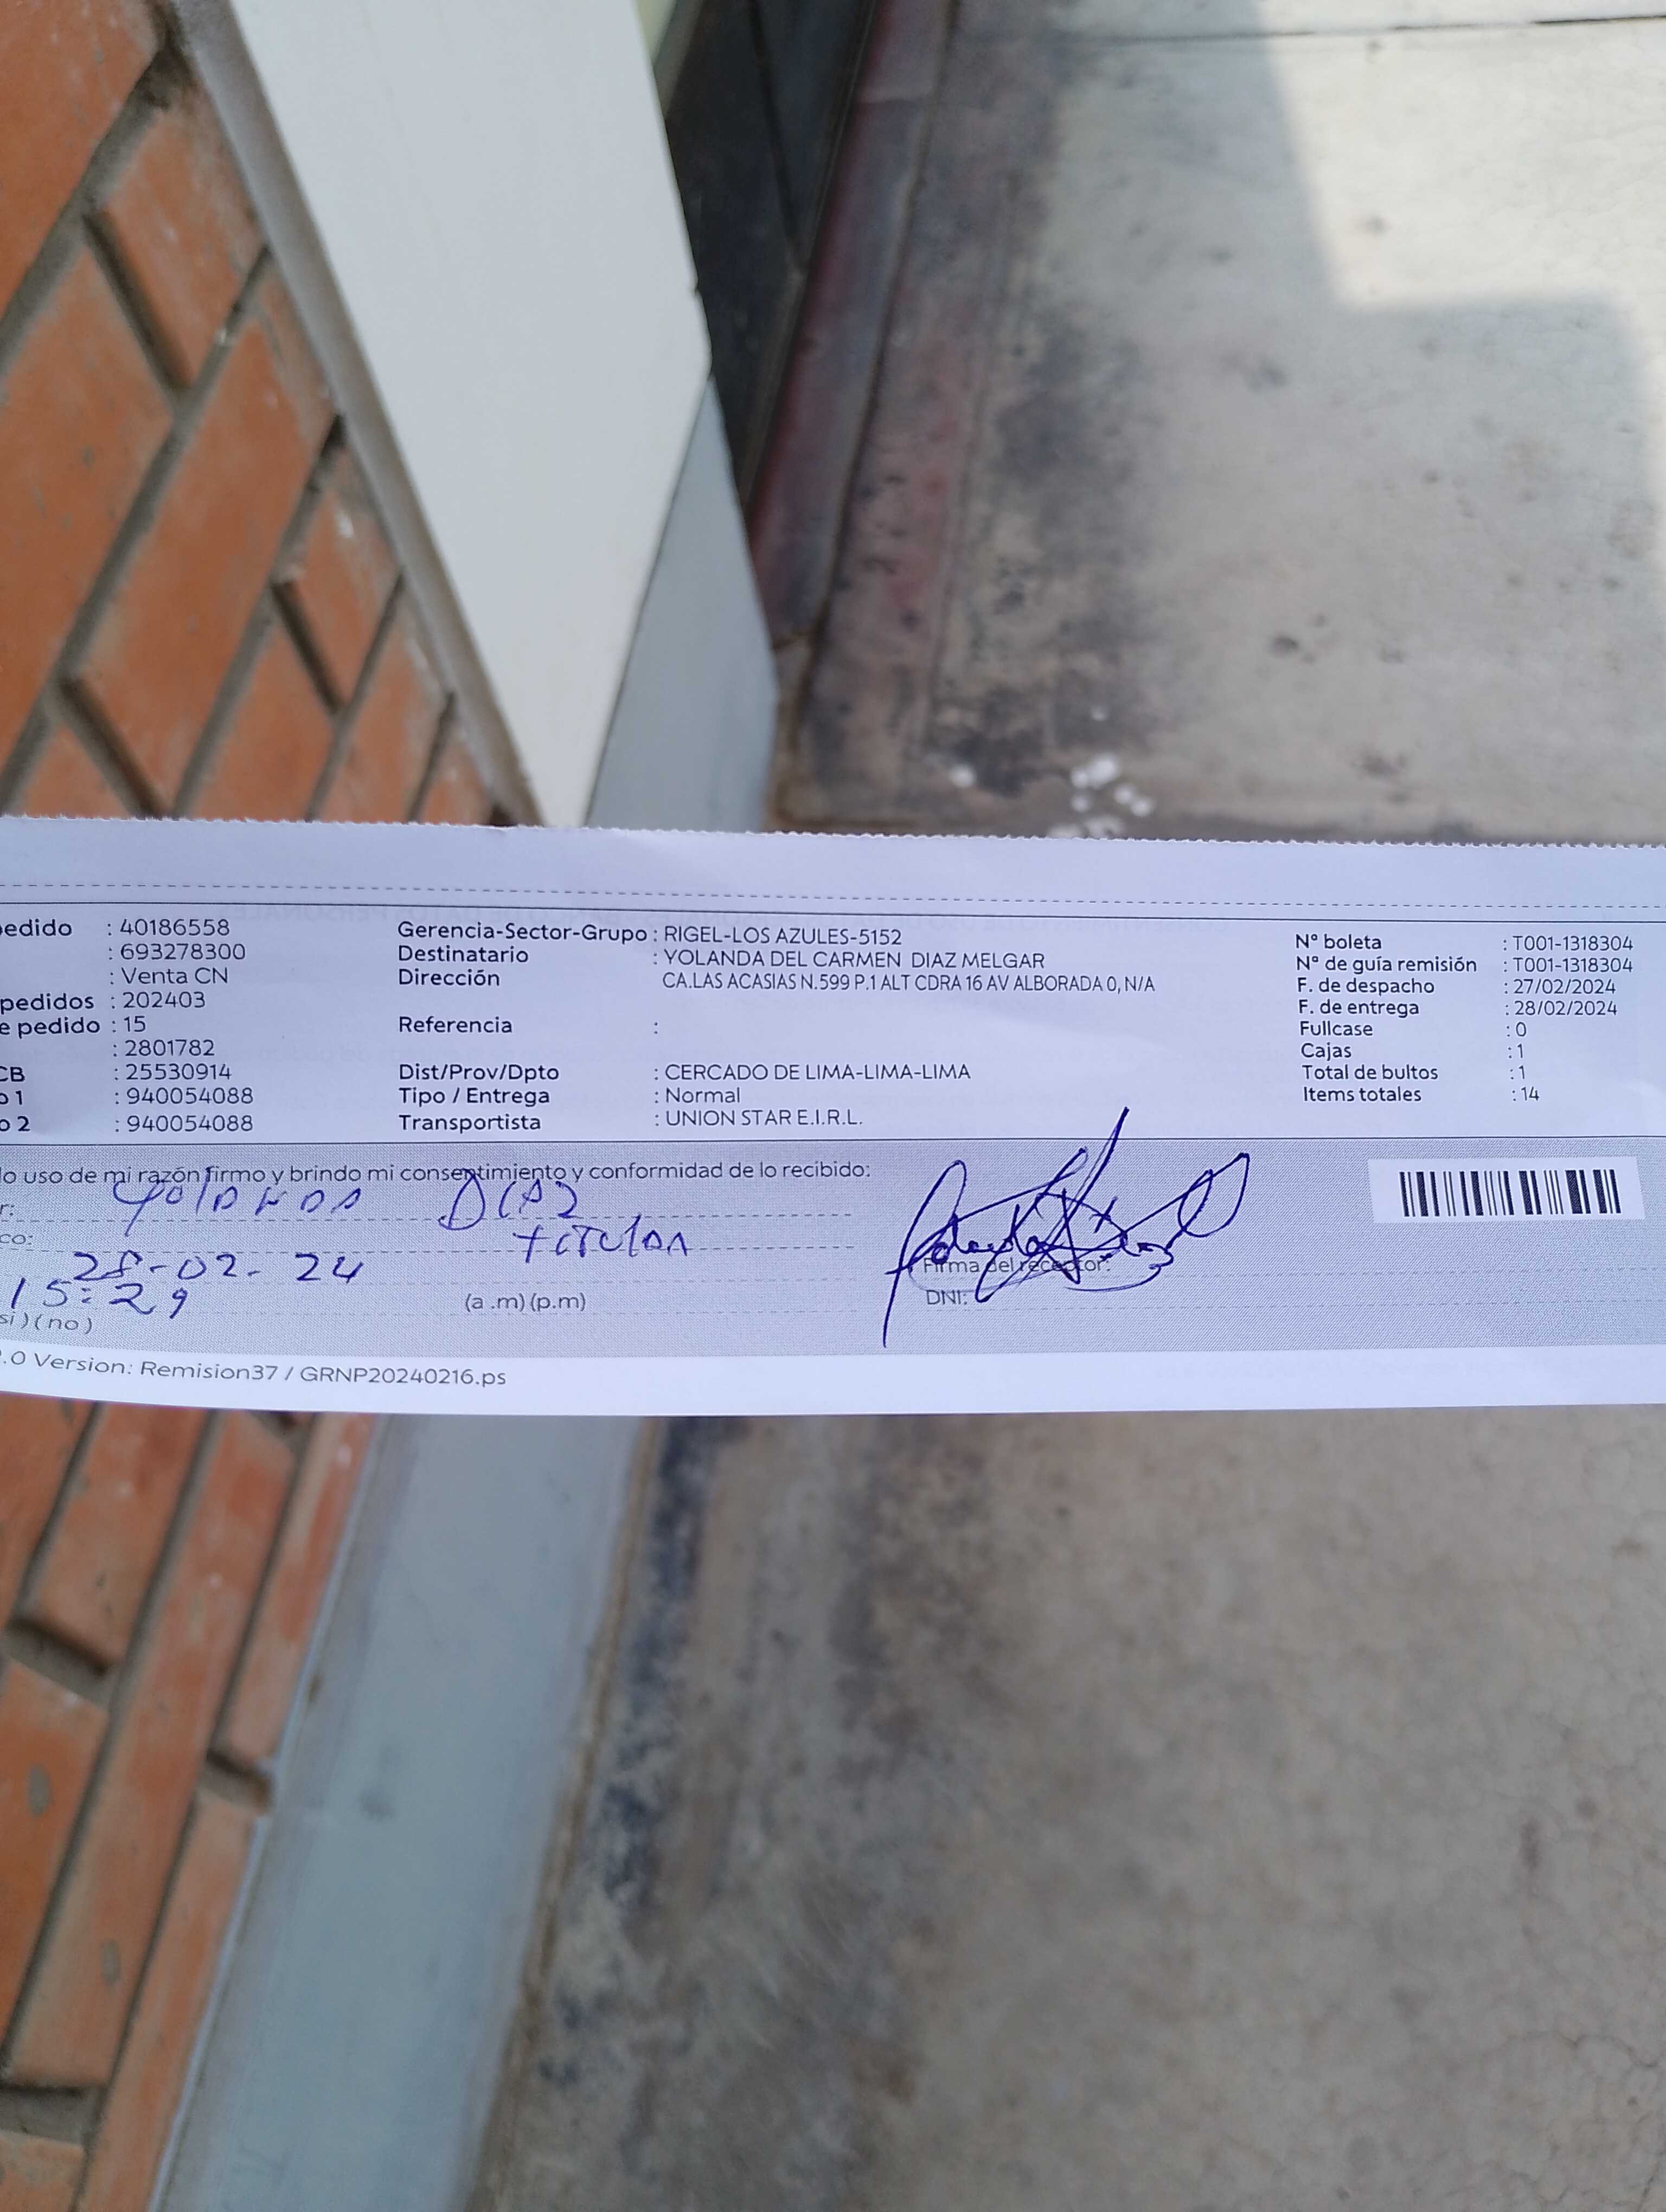 edido : 40186558
: 693278300
: Venta CN
pedidos : 202403
e pedido : 15
: 2801782
CB : 25530914
o 1 : 940054088
o 2 : 940054088
Gerencia-Sector-Grupo : RIGEL-LOS AZULES-5152
Destinatario : YOLANDA DEL CARMEN DIAZ MELGAR
Dirección CA.LAS ACASIAS N.599 P.1 ALT CDRA 16 AV ALBORADA 0, N/A
Referencia :
Dist/Prov/Dpto : CERCADO DE LIMA-LIMA-LIMA
Tipo / Entrega : Normal
Transportista : UNION STAR E.I.R.L.
N° boleta : T001-1318304
N° de guía remisión : T001-1318304
F. de despacho : 27/02/2024
F. de entrega : 28/02/2024
Fullcase : 0
Cajas : 1
Total de bultos : 1
Items totales : 14
lo uso de mi razón firmo y brindo mi consentimiento y conformidad de lo recibido:
r: YOLANDA DIAZ
co: TITULAR
28-02-24
15:29 (a .m) (p.m)
si ) ( no )
Firma del receptor:
DNI:
.0 Version: Remision37 / GRNP20240216.ps